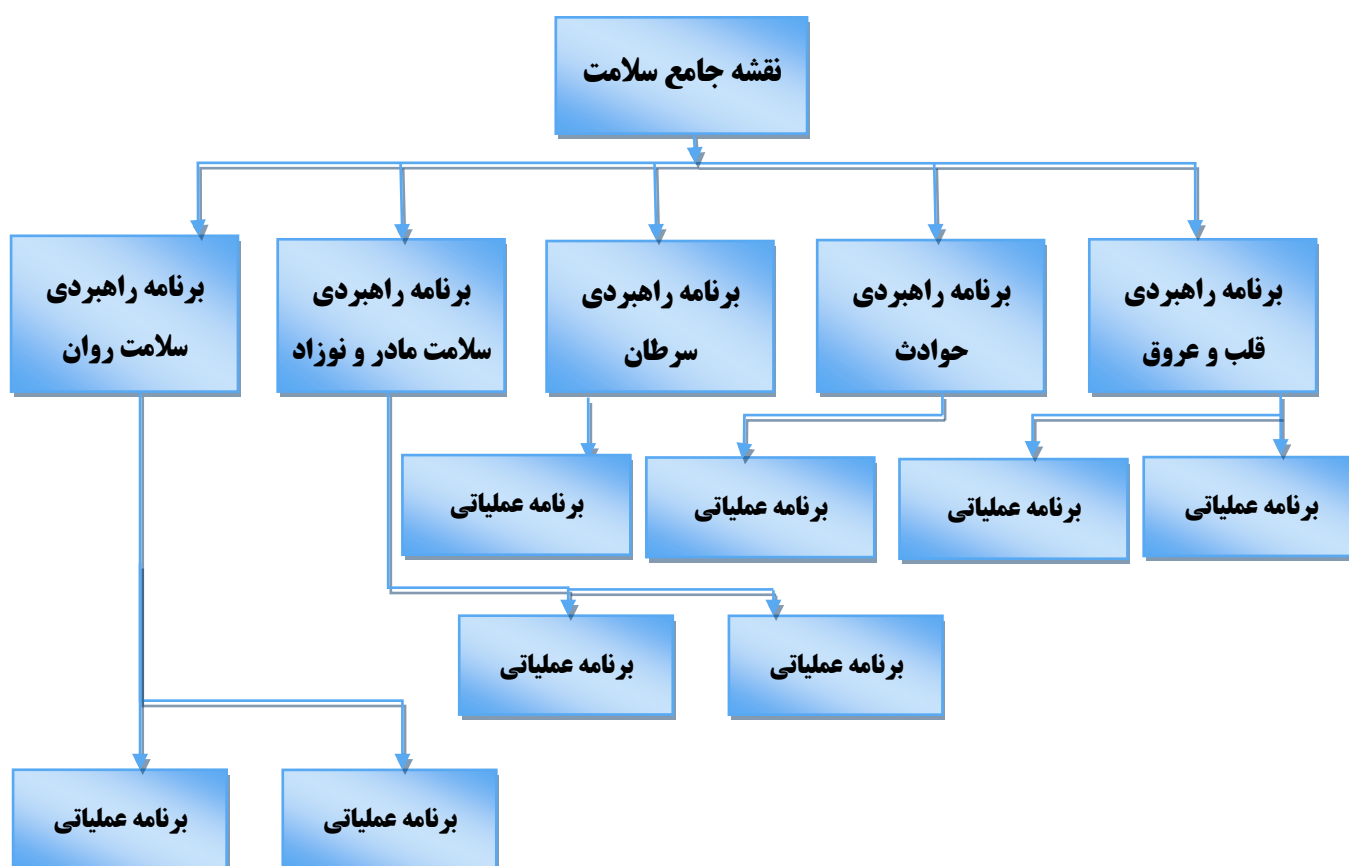 نقشه جامع سلامت
برنامه راهبردی
قلب و عروق
برنامه راهبردی
حوادث
برنامه راهبردی
سرطان
برنامه راهبردی
سلامت مادر و نوزاد
برنامه راهبردی
سلامت روان
برنامه عملیاتی
برنامه عملیاتی
برنامه عملیاتی
برنامه عملیاتی
برنامه عملیاتی
برنامه عملیاتی
برنامه عملیاتی
برنامه عملیاتی